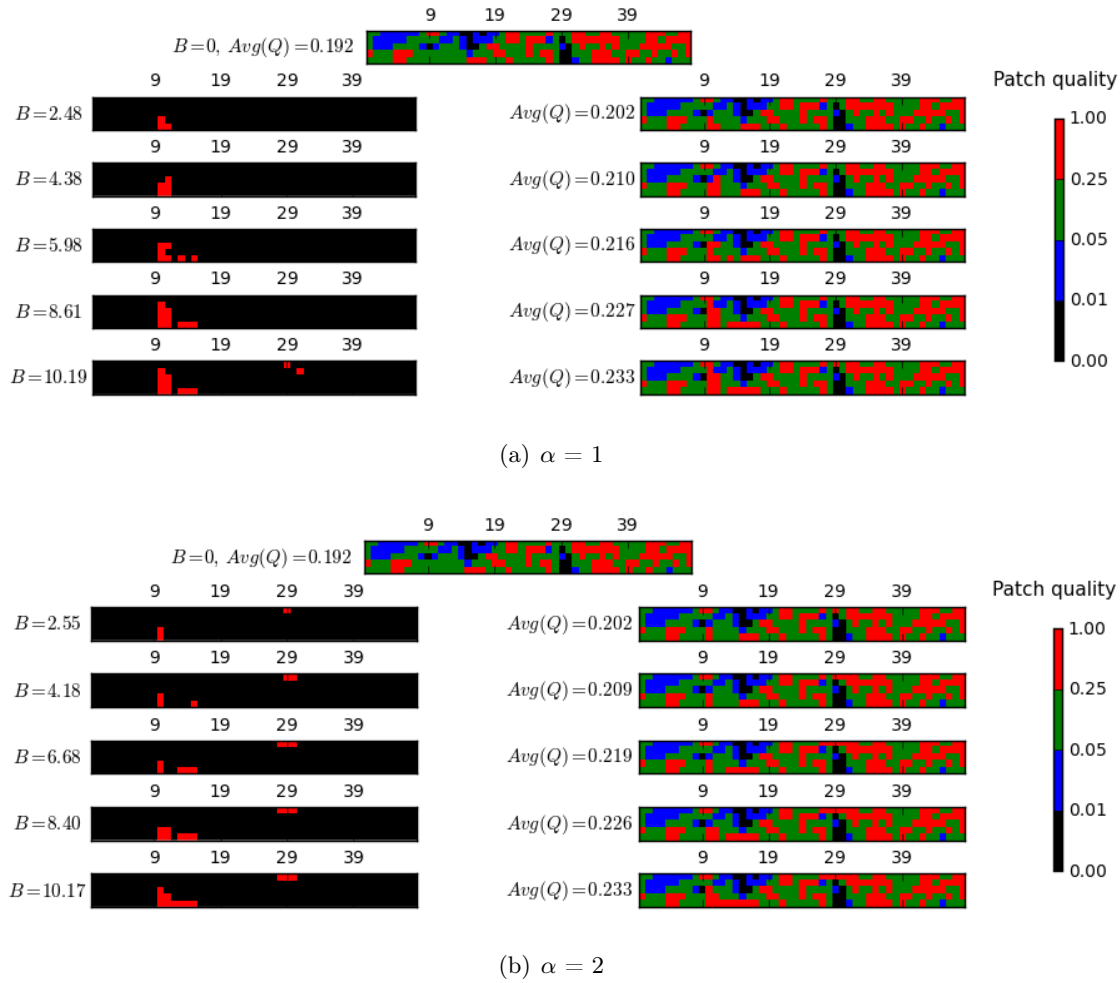 9 19 29 39
B=0, Avg(Q)=0.192
9 19 29 39 9 19 29 39 Patch quality
B=2.48 Avg(Q)=0.202 1.00
9 19 29 39 9 19 29 39
B=4.38 Avg(Q)=0.210 0.25
9 19 29 39 9 19 29 39
B=5.98 Avg(Q)=0.216 0.05
9 19 29 39 9 19 29 39
B=8.61 Avg(Q)=0.227 0.01
9 19 29 39 9 19 29 39
B=10.19 Avg(Q)=0.233 0.00
(a) α = 1
9 19 29 39
B=0, Avg(Q)=0.192
9 19 29 39 9 19 29 39 Patch quality
B=2.55 Avg(Q)=0.202 1.00
9 19 29 39 9 19 29 39
B=4.18 Avg(Q)=0.209 0.25
9 19 29 39 9 19 29 39
B=6.68 Avg(Q)=0.219 0.05
9 19 29 39 9 19 29 39
B=8.40 Avg(Q)=0.226 0.01
9 19 29 39 9 19 29 39
B=10.17 Avg(Q)=0.233 0.00
(b) α = 2